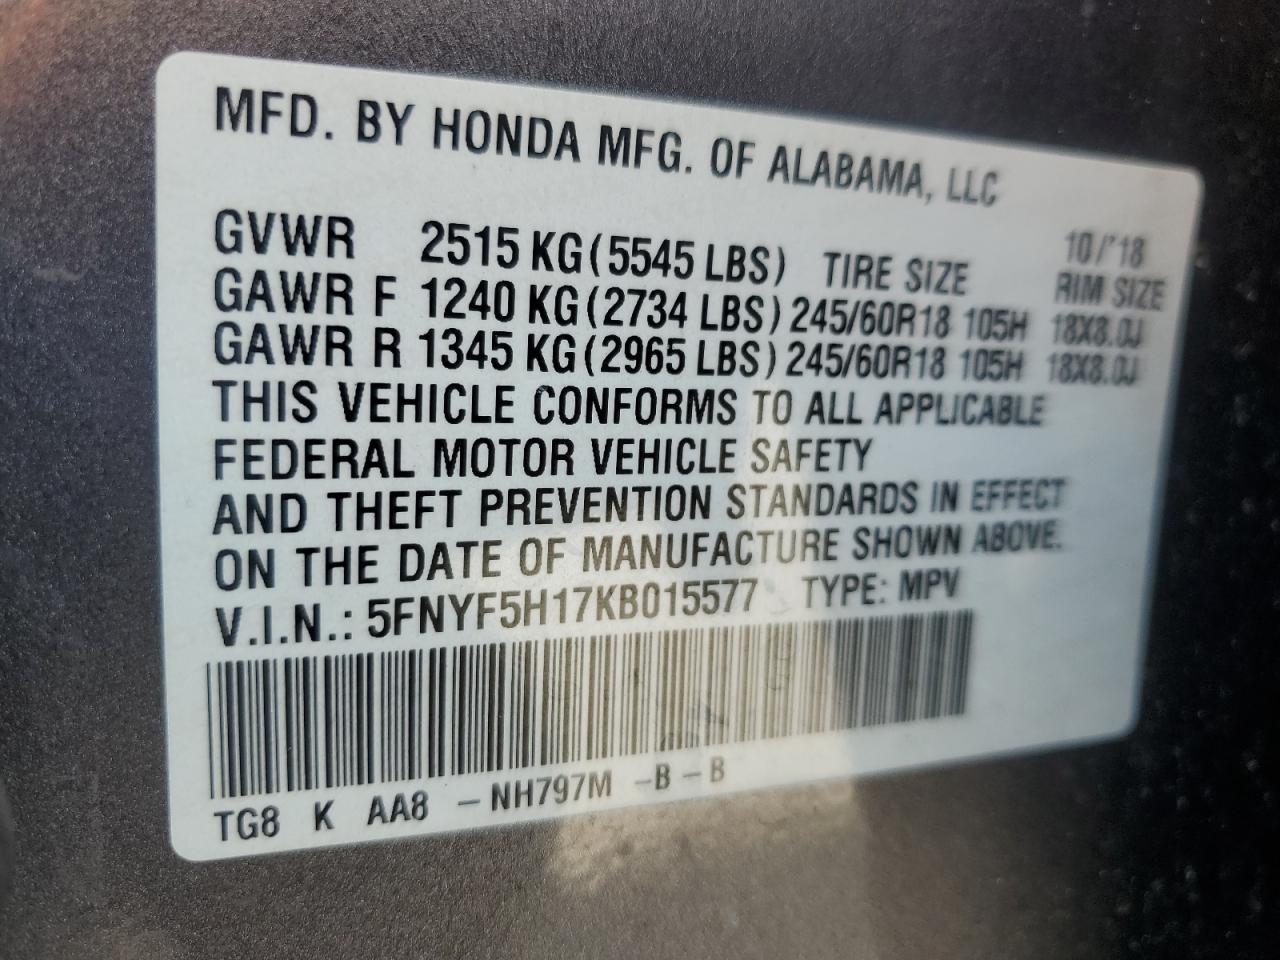 MFD. BY HONDA MFG. OF ALABAMA, LLC
10/'18
GVWR 2515 KG (5545 LBS) TIRE SIZE RIM SIZE
GAWR F 1240 KG (2734 LBS) 245/60R18 105H 18X8.0J
GAWR R 1345 KG (2965 LBS) 245/60R18 105H 18X8.0J
THIS VEHICLE CONFORMS TO ALL APPLICABLE
FEDERAL MOTOR VEHICLE SAFETY
AND THEFT PREVENTION STANDARDS IN EFFECT
ON THE DATE OF MANUFACTURE SHOWN ABOVE.
V.I.N.: 5FNYF5H17KB015577 TYPE: MPV
TG8 K AA8 - NH797M - B - B